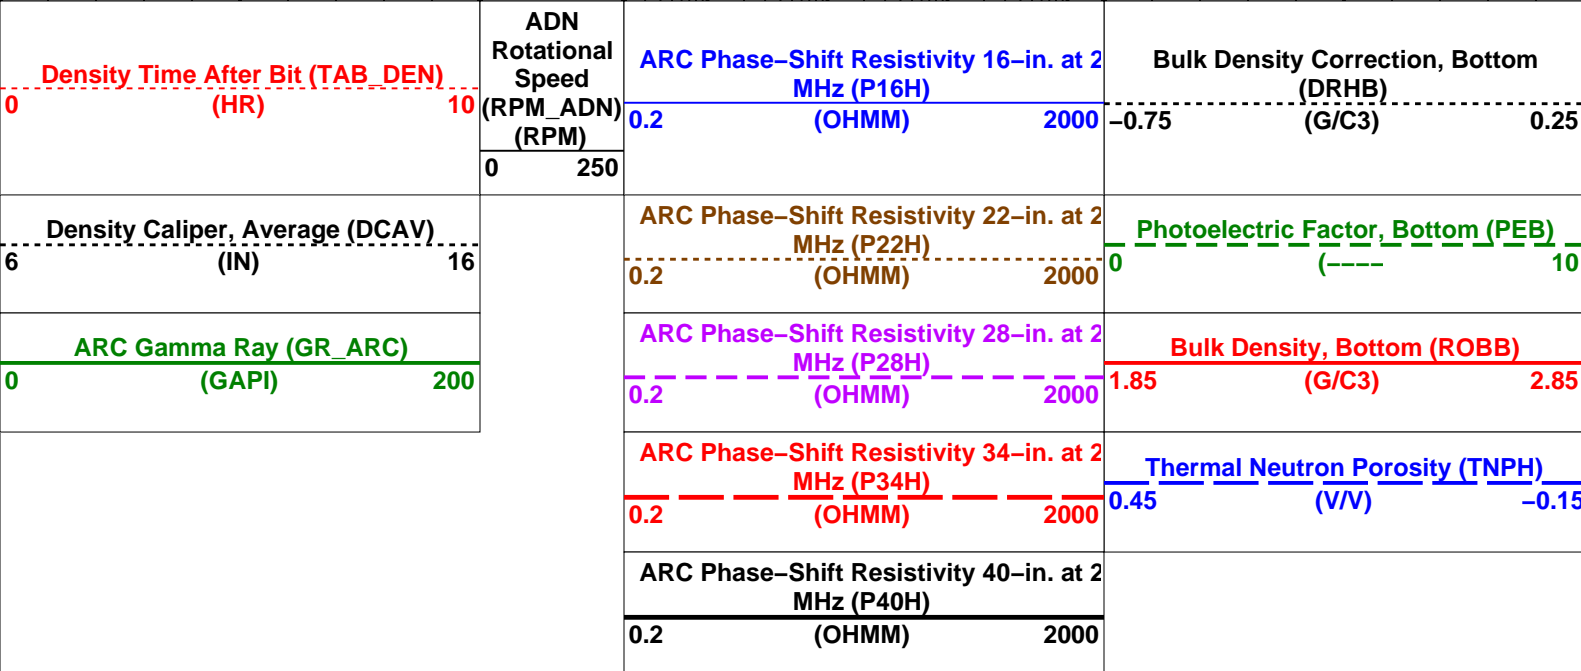 Density Time After Bit (TAB_DEN)
0 (HR) 10
ADN
Rotational
Speed
(RPM_ADN)
(RPM)
0 250
ARC Phase–Shift Resistivity 16–in. at 2
MHz (P16H)
0.2 (OHMM) 2000
Bulk Density Correction, Bottom
(DRHB)
−0.75 (G/C3) 0.25
Density Caliper, Average (DCAV)
6 (IN) 16
ARC Phase–Shift Resistivity 22–in. at 2
MHz (P22H)
0.2 (OHMM) 2000
Photoelectric Factor, Bottom (PEB)
0 (–––– 10
ARC Gamma Ray (GR_ARC)
0 (GAPI) 200
ARC Phase–Shift Resistivity 28–in. at 2
MHz (P28H)
0.2 (OHMM) 2000
Bulk Density, Bottom (ROBB)
1.85 (G/C3) 2.85
ARC Phase–Shift Resistivity 34–in. at 2
MHz (P34H)
0.2 (OHMM) 2000
Thermal Neutron Porosity (TNPH)
0.45 (V/V) −0.15
ARC Phase–Shift Resistivity 40–in. at 2
MHz (P40H)
0.2 (OHMM) 2000